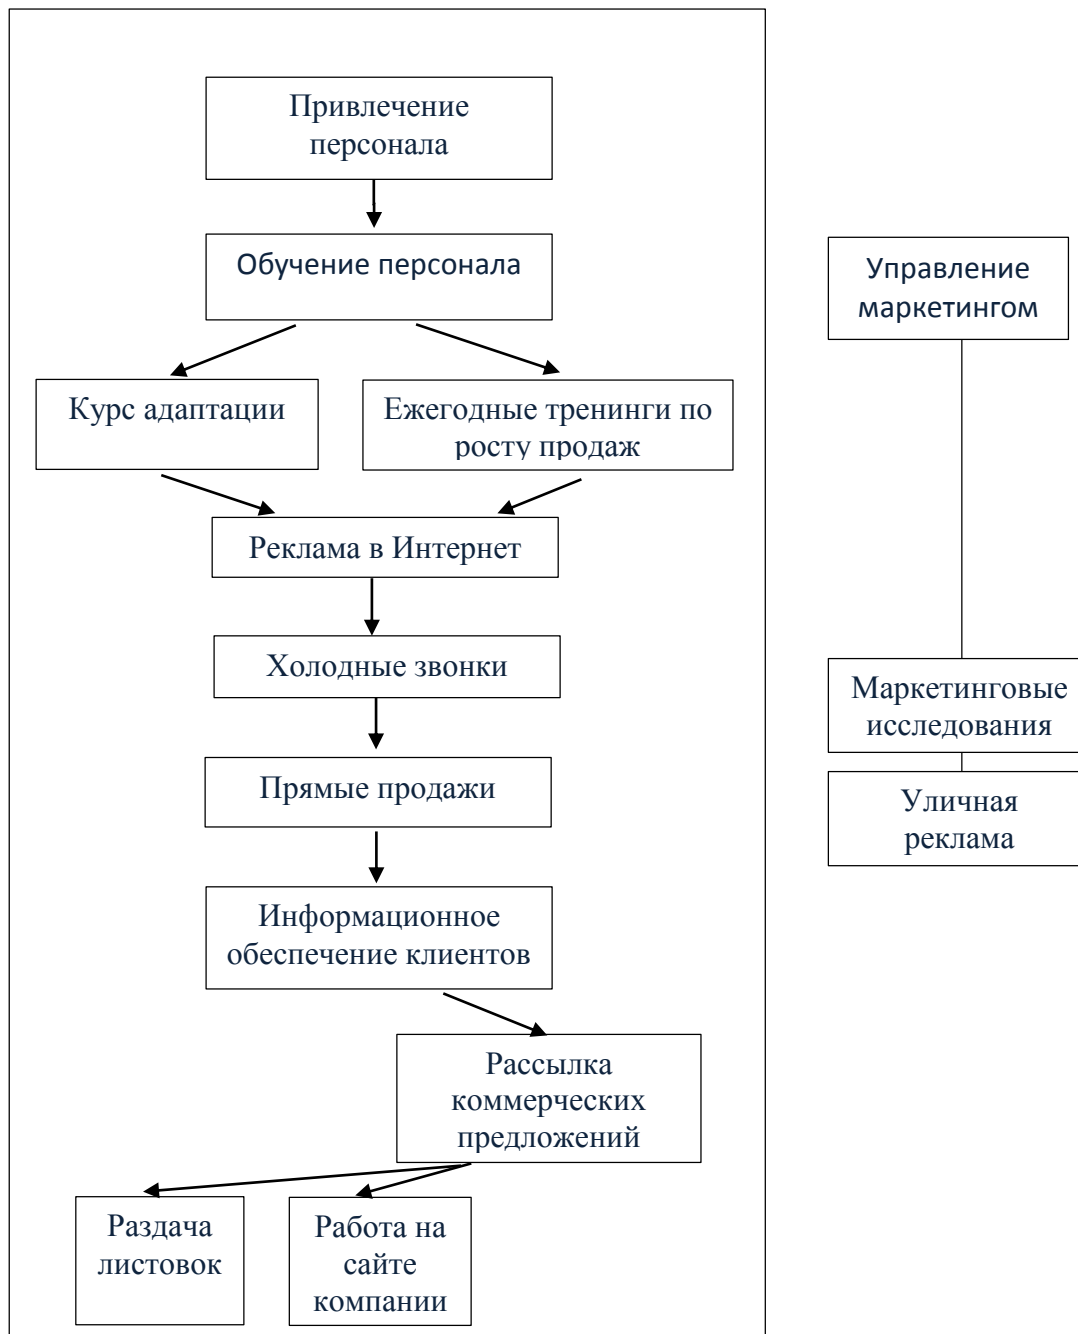 Привлечение
персонала
Обучение персонала
Курс адаптации
Ежегодные тренинги по
росту продаж
Реклама в Интернет
Холодные звонки
Прямые продажи
Информационное
обеспечение клиентов
Рассылка
коммерческих
предложений
Раздача
листовок
Работа на
сайте
компании
Управление
маркетингом
Маркетинговые
исследования
Уличная
реклама